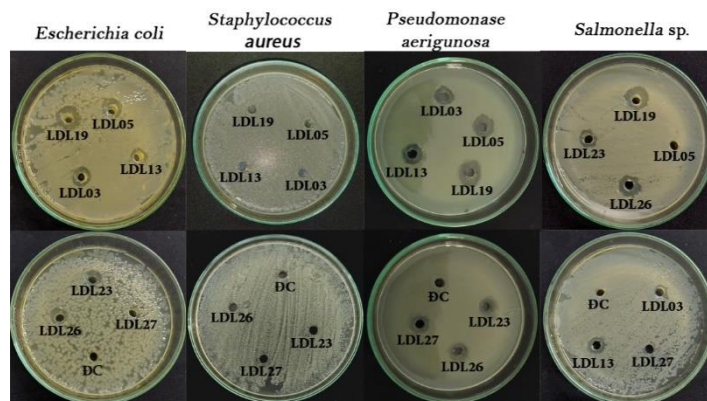 Escherichia coli
Staphylococcus
aureus
Pseudomonase
aerigunosa
Salmonella sp.
LDL19
LDL05
LDL13
LDL03
LDL19
LDL05
LDL13
LDL03
LDL03
LDL05
LDL13
LDL19
LDL19
LDL23
LDL05
LDL26
LDL23
LDL26
LDL27
ĐC
ĐC
LDL26
LDL23
LDL27
ĐC
LDL23
LDL27
LDL26
ĐC
LDL03
LDL13
LDL27